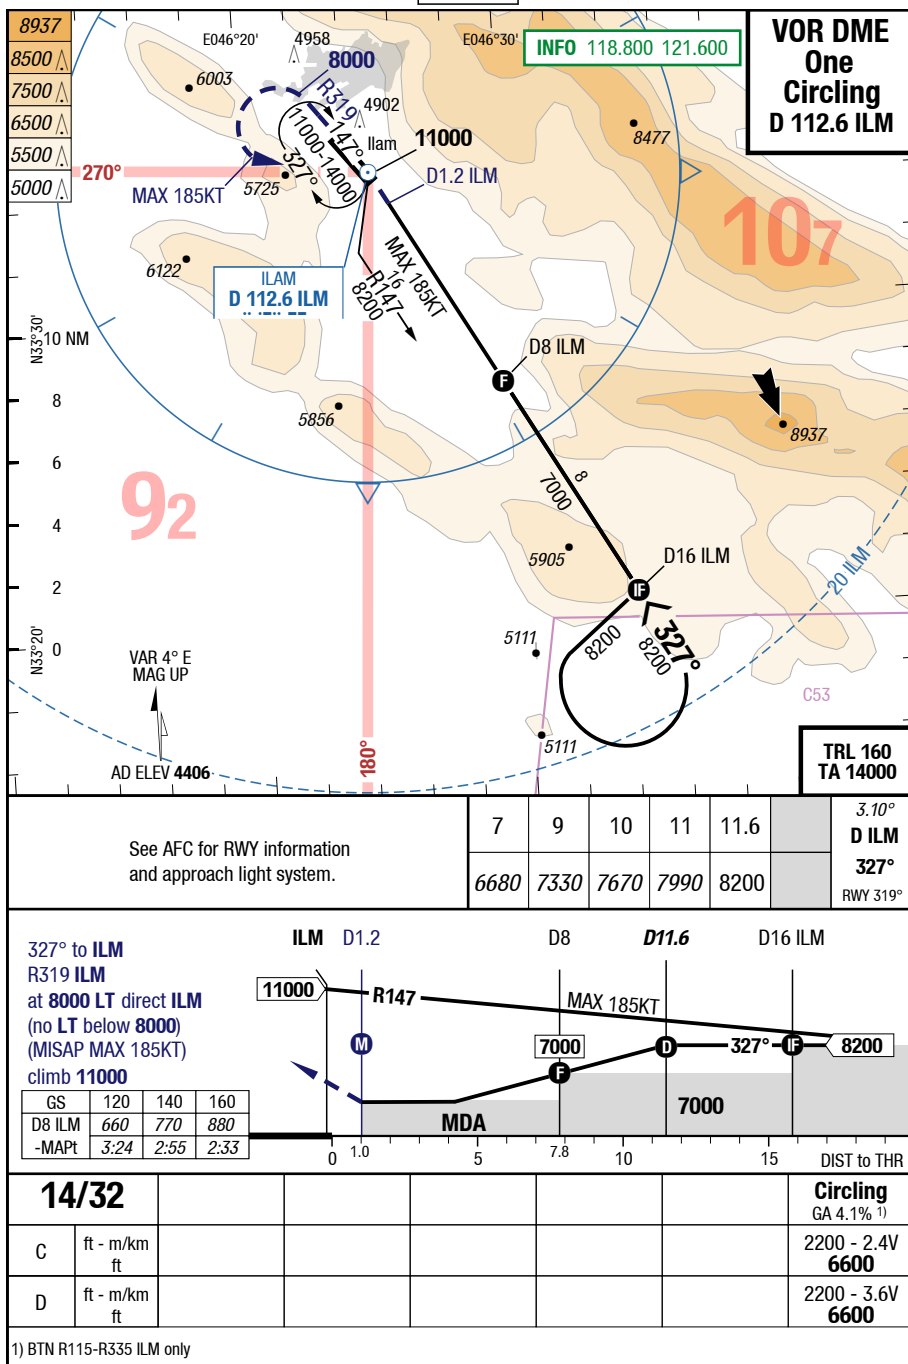 8937
8500
7500
6500
5500
5000
E046°20'
4958
E046°30'
INFO 118.800 121.600
VOR DME
One
Circling
D 112.6 ILM
8000
6003
R319
4902
8477
11000-14000
147°
Ilam
11000
327°
270°
D1.2 ILM
MAX 185KT
5725
107
MAX 185KT
16
R147
8200
6122
ILAM
D 112.6 ILM
N33°30'
10 NM
D8 ILM
8
5856
8937
6
92
8
7000
4
5905
D16 ILM
20 ILM
2
N33°20'
0
5111
8200
327°
8200
VAR 4° E
MAG UP
C53
5111
180°
AD ELEV 4406
TRL 160
TA 14000
See AFC for RWY information
and approach light system.
7 9 10 11 11.6
6680 7330 7670 7990 8200
3.10°
D ILM
327°
RWY 319°
ILM D1.2 D8 D11.6 D16 ILM
327° to ILM
R319 ILM
at 8000 LT direct ILM
(no LT below 8000)
(MISAP MAX 185KT)
climb 11000
11000
R147
MAX 185KT
M
7000
F
D
327°
IF
8200
MDA
7000
GS 120 140 160
D8 ILM 660 770 880
-MAPt 3:24 2:55 2:33
0 1.0 5 7.8 10 15 DIST to THR
14/32
Circling
GA 4.1% 1)
C ft - m/km 2200 - 2.4V
ft 6600
D ft - m/km 2200 - 3.6V
ft 6600
1) BTN R115-R335 ILM only